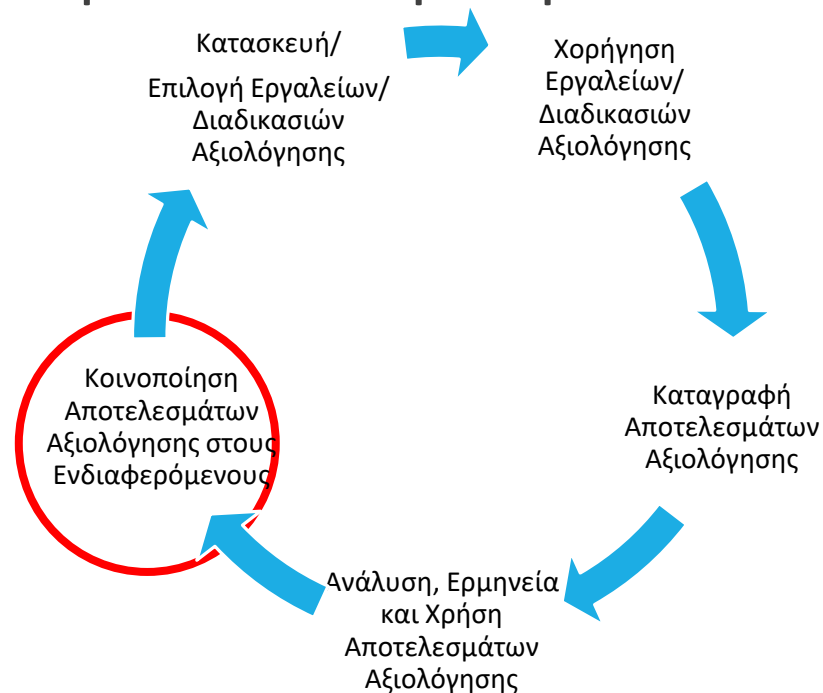 Κατασκευή/
Επιλογή Εργαλείων/
Διαδικασιών
Αξιολόγησης
Χορήγηση
Εργαλείων/
Διαδικασιών
Αξιολόγησης
Καταγραφή
Αποτελεσμάτων
Αξιολόγησης
Ανάλυση, Ερμηνεία
και Χρήση
Αποτελεσμάτων
Αξιολόγησης
Κοινοποίηση
Αποτελεσμάτων
Αξιολόγησης στους
Ενδιαφερόμενους